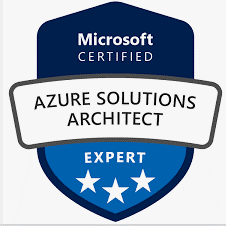 Microsoft
CERTIFIED
AZURE SOLUTIONS
ARCHITECT
EXPERT